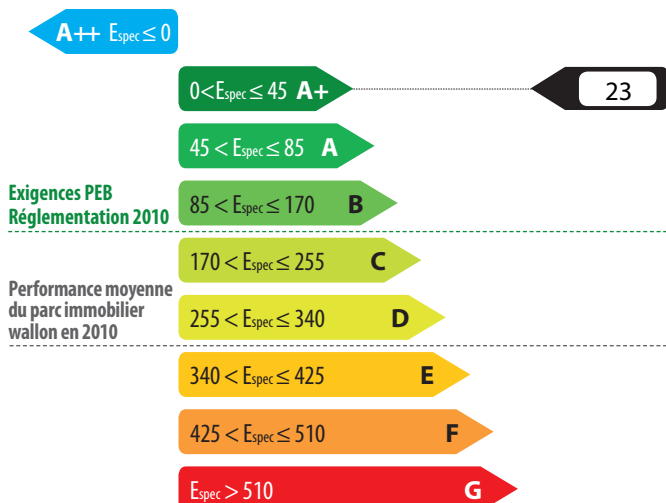 A++ Espec ≤ 0
0<Espec ≤ 45 A+
23
45 < Espec ≤ 85 A
Exigences PEB
Réglementation 2010
85 < Espec ≤ 170 B
170 < Espec ≤ 255 C
Performance moyenne
du parc immobilier
wallon en 2010
255 < Espec ≤ 340 D
340 < Espec ≤ 425 E
425 < Espec ≤ 510 F
Espec > 510 G